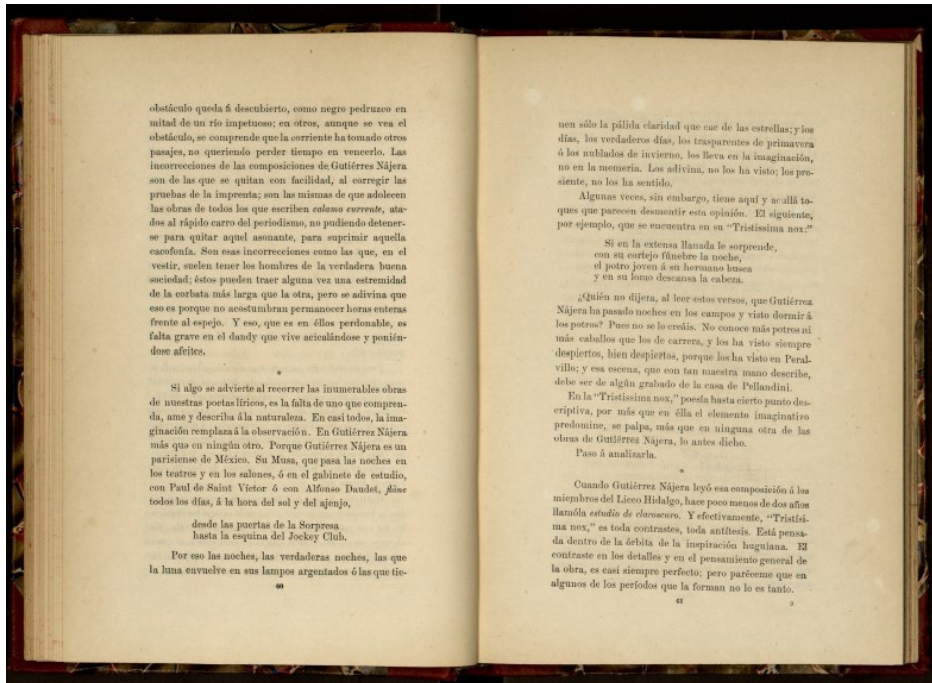 obstáculo queda á descubierto, como negro pedruzco en
mitad de un río impetuoso; en otros, aunque se vea el
obstáculo, se comprende que la corriente ha tomado otros
pasajes, no queriendo perder tiempo en vencerlo. Las
incorrecciones de las composiciones de Gutiérres Nájera
son de las que se quitan con facilidad, al corregir las
pruebas de la imprenta; son las mismas de que adolecen
las obras de todos los que escriben calamo currente, ata-
dos al rápido carro del periodismo, no pudiendo detener-
se para quitar aquel asonante, para suprimir aquella
cacofonía. Son esas incorrecciones como las que, en el
vestir, suelen tener los hombres de la verdadera buena
sociedad; éstos pueden traer alguna vez una estremidad
de la corbata más larga que la otra, pero se adivina que
eso es porque no acostumbran permanecer horas enteras
frente al espejo. Y eso, que es en éllos perdonable, es
falta grave en el dandy que vive acicalándose y ponién-
dose afeites.
*
Si algo se advierte al recorrer las inumerables obras
de nuestras poetas líricos, es la falta de uno que compren-
da, ame y describa á la naturaleza. En casi todos, la ima-
ginación remplaza á la observación. En Gutiérrez Nájera
más que en ningún otro. Porque Gutiérrez Nájera es un
parisiense de México. Su Musa, que pasa las noches en
los teatros y en los salones, ó en el gabinete de estudio,
con Paul de Saint Víctor ó con Alfonso Daudet, flâne
todos los días, á la hora del sol y del ajenjo,
desde las puertas de la Sorpresa
hasta la esquina del Jockey Club.
Por eso las noches, las verdaderas noches, las que
la luna envuelve en sus lampos argentados ó las que tie-
60
nen sólo la pálida claridad que cae de las estrellas; y los
días, los verdaderos días, los trasparentes de primavera
ó los nublados de invierno, los lleva en la imaginación,
no en la memoria. Los adivina, no los ha visto; los pre-
siente, no los ha sentido.
Algunas veces, sin embargo, tiene aquí y acullá to-
ques que parecen desmentir esta opinión. El siguiente,
por ejemplo, que se encuentra en su "Tristissima nox:"
Si en la extensa llanada le sorprende,
con su cortejo fúnebre la noche,
el potro joven á su hermano busca
y en su lomo descansa la cabeza.
¿Quién no dijera, al leer estos versos, que Gutiérrez
Nájera ha pasado noches en los campos y visto dormir á
los potros? Pues no se lo creáis. No conoce más potros ni
más caballos que los de carrera, y los ha visto siempre
despiertos, bien despiertos, porque los ha visto en Peral-
villo; y esa escena, que con tan maestra mano describe,
debe ser de algún grabado de la casa de Pellandini.
En la "Tristissima nox," poesía hasta cierto punto des-
criptiva, por más que en élla el elemento imaginativo
predomine, se palpa, más que en ninguna otra de las
obras de Gutiérrez Nájera, lo antes dicho.
Paso á analizarla.
*
Cuando Gutiérrez Nájera leyó esa composición á los
miembros del Liceo Hidalgo, hace poco menos de dos años
llamóla estudio de claroscuro. Y efectivamente, "Tristísi-
ma nox," es toda contrastes, toda antítesis. Está pensa-
da dentro de la órbita de la inspiración huguiana. El
contraste en los detalles y en el pensamiento general de
la obra, es casi siempre perfecto; pero paréceme que en
algunos de los períodos que la forman no lo es tanto.
61
9